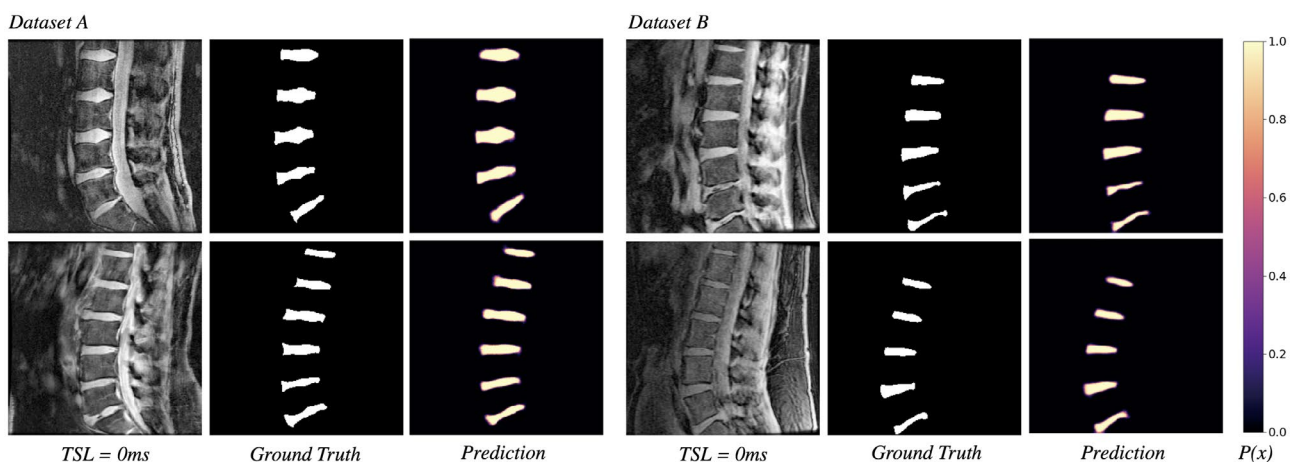 Dataset A
Dataset B
1.0
0.8
0.6
0.4
0.2
0.0
TSL = 0ms
Ground Truth
Prediction
TSL = 0ms
Ground Truth
Prediction
P(x)